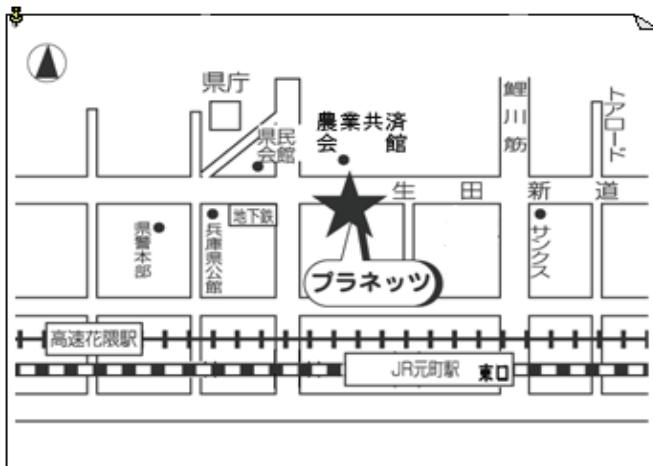 県庁
県民
会館
農業共済
会館
鯉川筋
トアロード
生田新道
県警本部
兵庫県公館
地下鉄
サンクス
プラネッツ
高速花隈駅
JR元町駅 東口